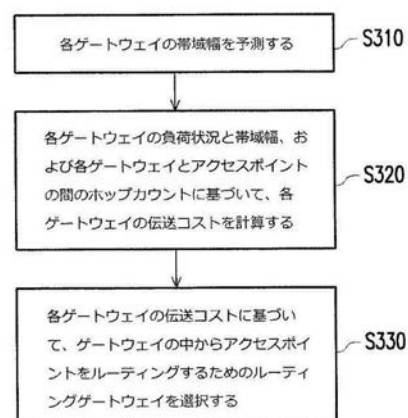 各ゲートウェイの帯域幅を予測する
S310
各ゲートウェイの負荷状況と帯域幅、お
よび各ゲートウェイとアクセスポイント
の間のホップカウントに基づいて、各
ゲートウェイの伝送コストを計算する
S320
各ゲートウェイの伝送コストに基づい
て、ゲートウェイの中からアクセスポイ
ントをルーティングするためのルーティ
ングゲートウェイを選択する
S330